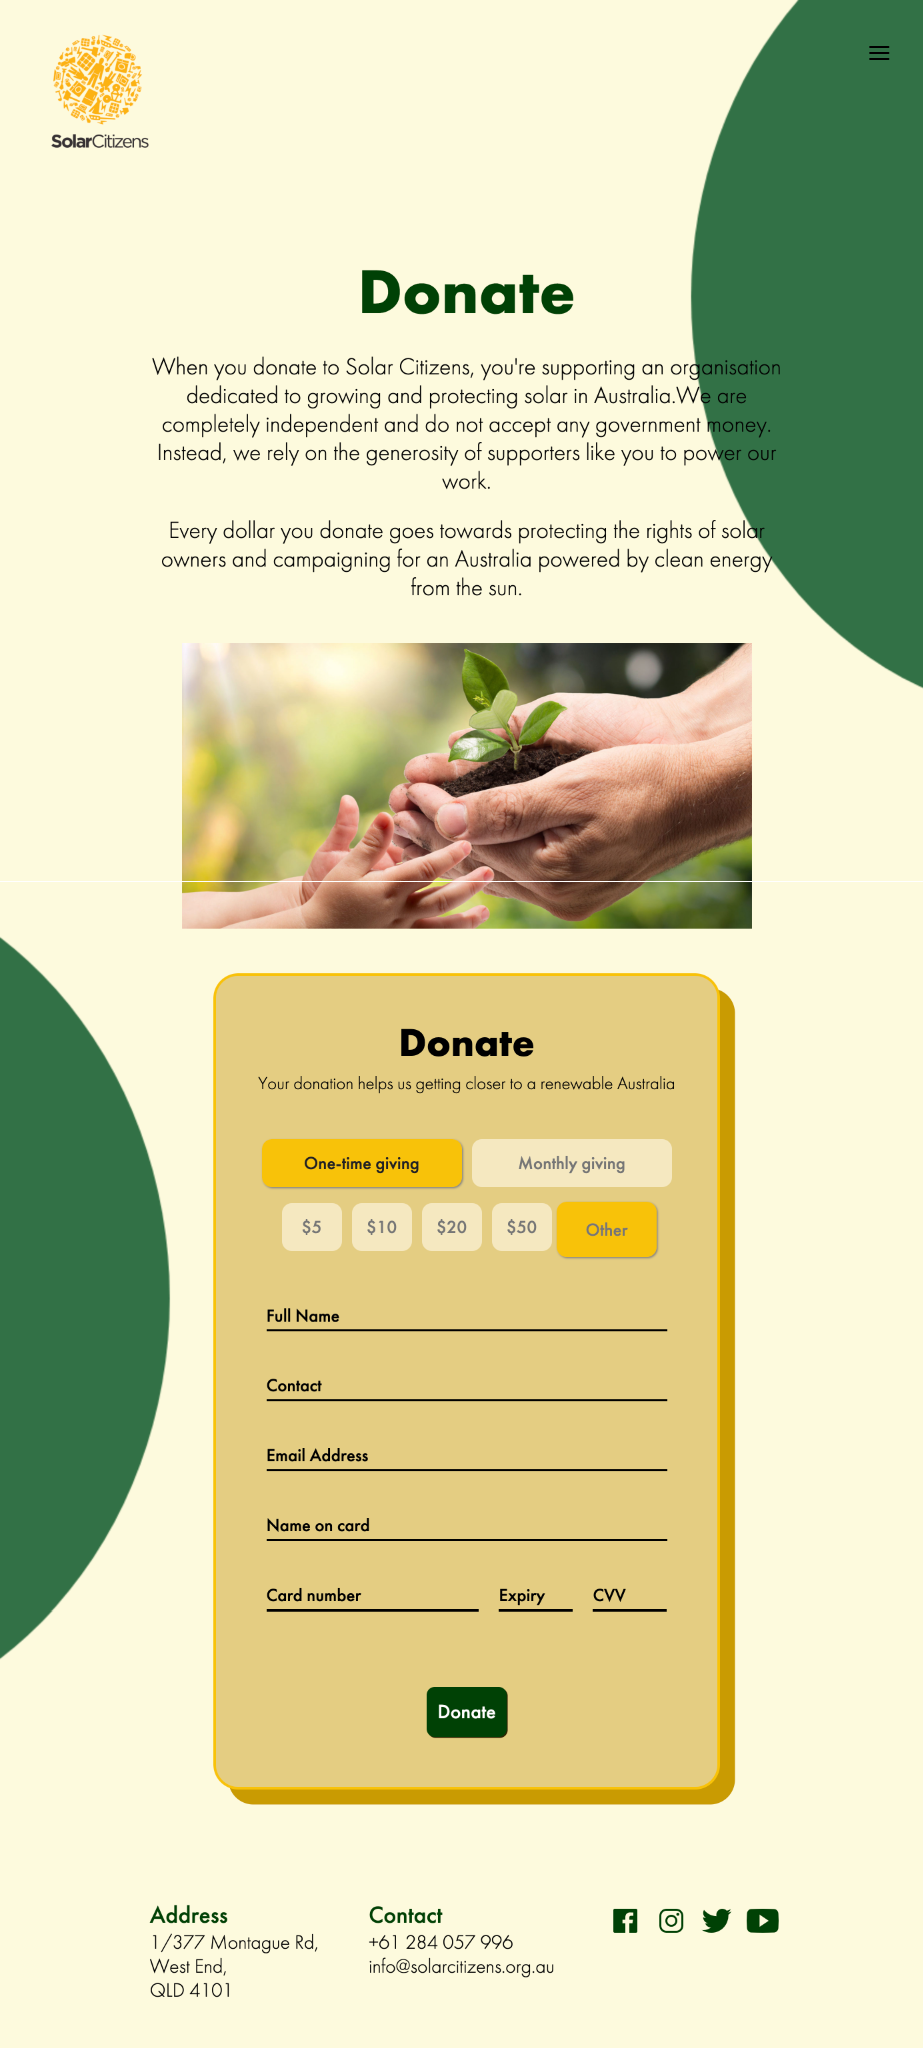 SolarCitizens
Donate
When you donate to Solar Citizens, you're supporting an organisation
dedicated to growing and protecting solar in Australia.We are
completely independent and do not accept any government money.
Instead, we rely on the generosity of supporters like you to power our
work.
Every dollar you donate goes towards protecting the rights of solar
owners and campaigning for an Australia powered by clean energy
from the sun.
Donate
Your donation helps us getting closer to a renewable Australia
One-time giving Monthly giving
$5 $10 $20 $50 Other
Full Name
Contact
Email Address
Name on card
Card number Expiry CVV
Donate
Address
1/377 Montague Rd,
West End,
QLD 4101
Contact
+61 284 057 996
info@solarcitizens.org.au